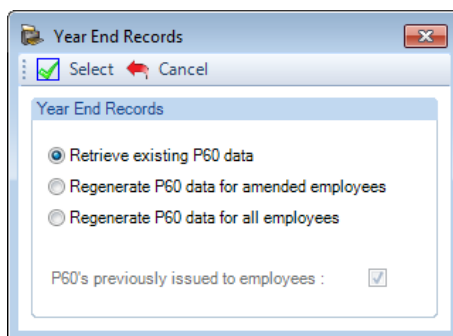 Year End Records
Select Cancel
Year End Records
Retrieve existing P60 data
Regenerate P60 data for amended employees
Regenerate P60 data for all employees
P60's previously issued to employees :